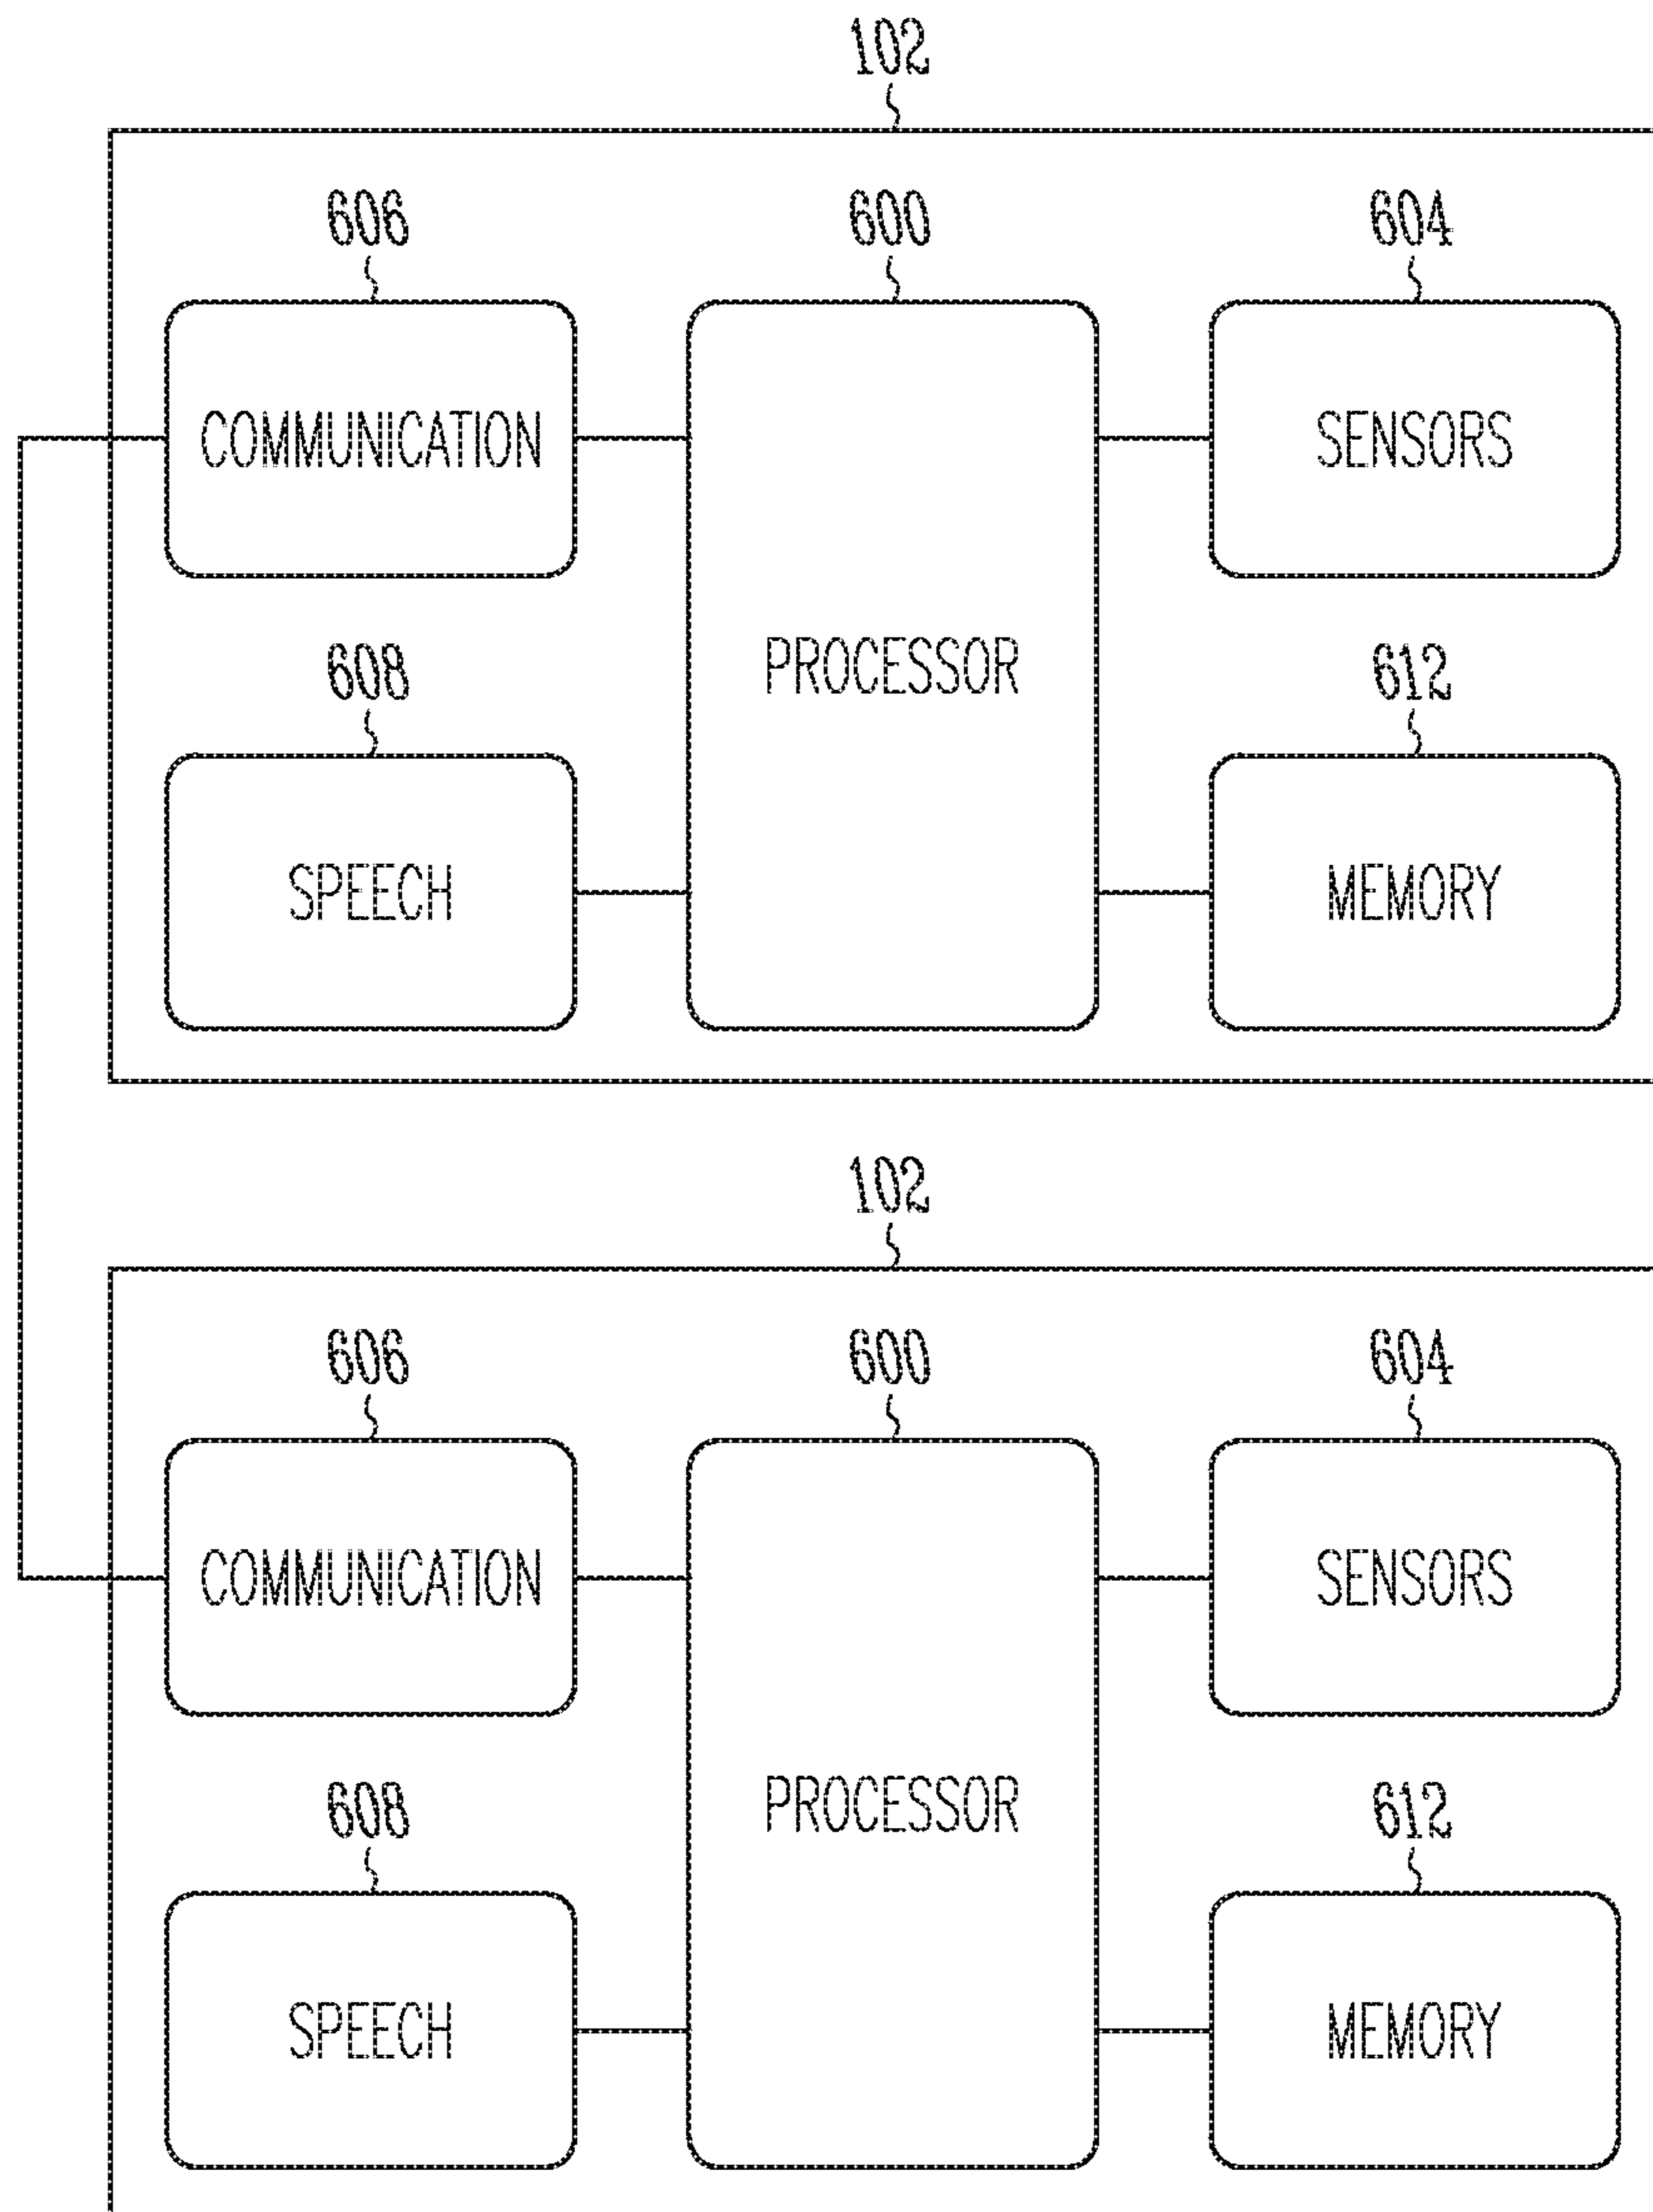 102
606 600 604
COMMUNICATION SENSORS
PROCESSOR
608 612
SPEECH MEMORY
102
606 600 604
COMMUNICATION SENSORS
PROCESSOR
608 612
SPEECH MEMORY